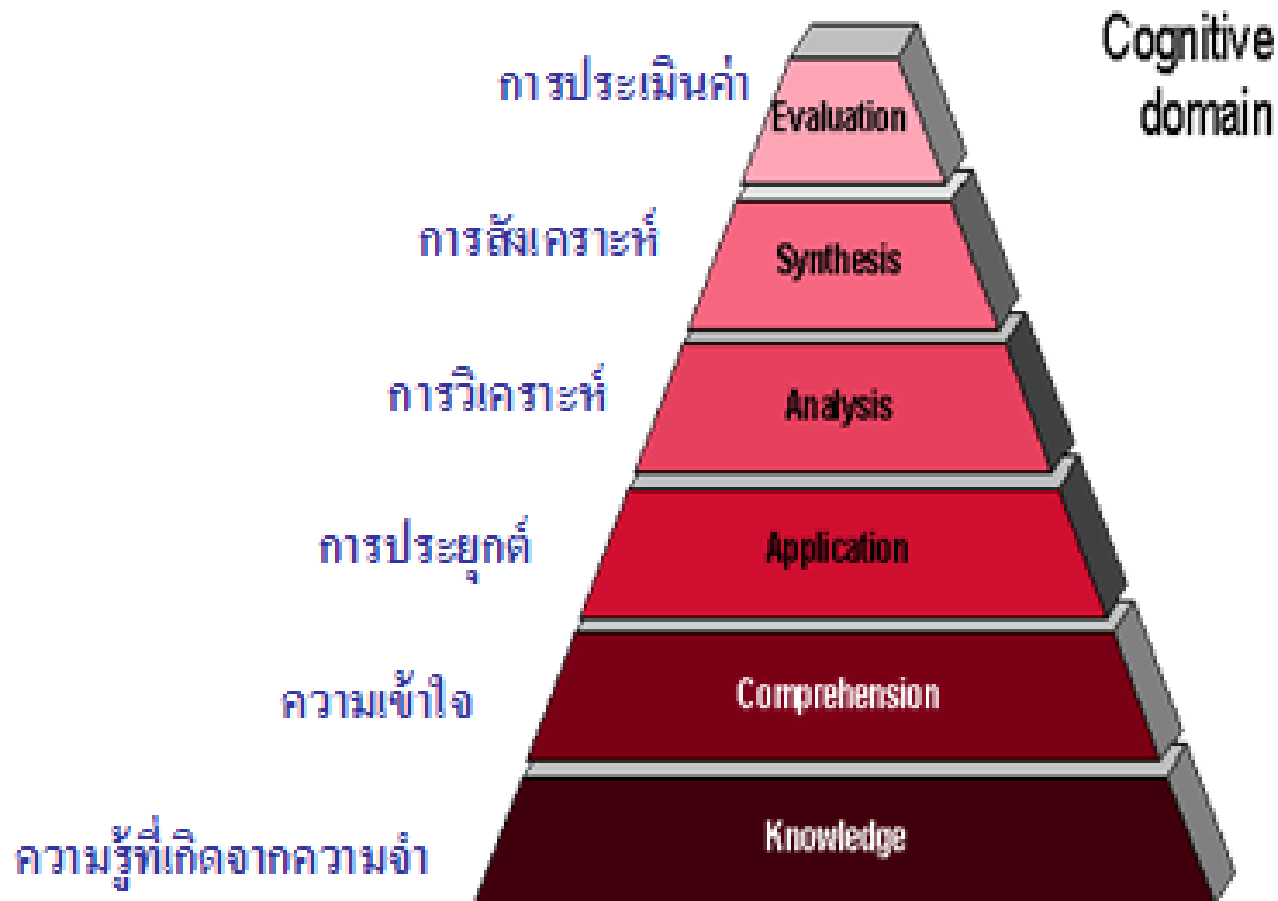 Cognitive
domain
การประเมินค่า
Evaluation
การสังเคราะห์
Synthesis
การวิเคราะห์
Analysis
การประยุกต์
Application
ความเข้าใจ
Comprehension
ความรู้ที่เกิดจากความจำ
Knowledge